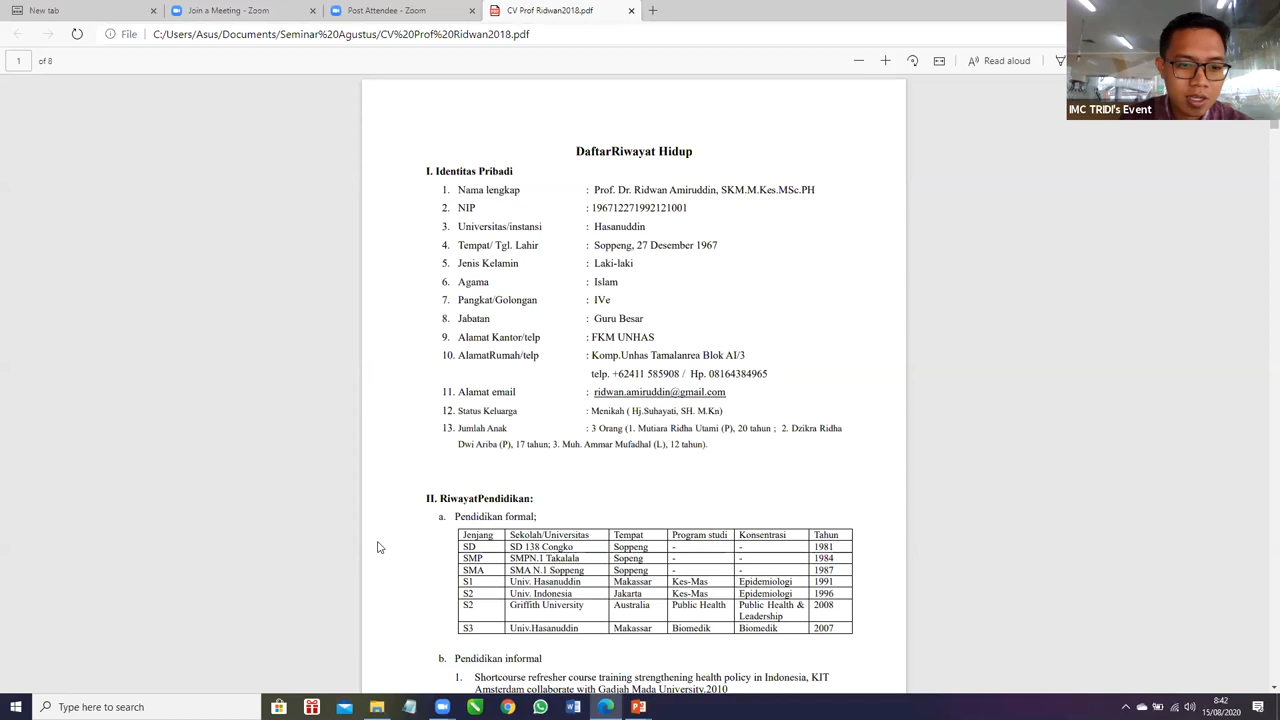 New tab
Join a Meeting - Zoom
Post Attendee - Zoom
CV Prof Ridwan2018.pdf
File C:/Users/Asus/Documents/Seminar%20Agustus/CV%20Prof%20Ridwan2018.pdf
1 of 8
Read aloud
IMC TRIDI's Event
DaftarRiwayat Hidup
I. Identitas Pribadi
1. Nama lengkap : Prof. Dr. Ridwan Amiruddin, SKM.M.Kes.MSc.PH
2. NIP : 196712271992121001
3. Universitas/instansi : Hasanuddin
4. Tempat/ Tgl. Lahir : Soppeng, 27 Desember 1967
5. Jenis Kelamin : Laki-laki
6. Agama : Islam
7. Pangkat/Golongan : IVe
8. Jabatan : Guru Besar
9. Alamat Kantor/telp : FKM UNHAS
10. AlamatRumah/telp : Komp.Unhas Tamalanrea Blok AI/3
telp. +62411 585908 / Hp. 08164384965
11. Alamat email : ridwan.amiruddin@gmail.com
12. Status Keluarga : Menikah ( Hj.Suhayati, SH. M.Kn)
13. Jumlah Anak : 3 Orang (1. Mutiara Ridha Utami (P), 20 tahun ; 2. Dzikra Ridha
Dwi Ariba (P), 17 tahun; 3. Muh. Ammar Mufadhal (L), 12 tahun).
II. RiwayatPendidikan:
a. Pendidikan formal;
Jenjang Sekolah/Universitas Tempat Program studi Konsentrasi Tahun
SD SD 138 Congko Soppeng - - 1981
SMP SMPN.1 Takalala Sopeng - - 1984
SMA SMA N.1 Soppeng Soppeng - - 1987
S1 Univ. Hasanuddin Makassar Kes-Mas Epidemiologi 1991
S2 Univ. Indonesia Jakarta Kes-Mas Epidemiologi 1996
S2 Griffith University Australia Public Health Public Health & 2008
Leadership
S3 Univ.Hasanuddin Makassar Biomedik Biomedik 2007
b. Pendidikan informal
1. Shortcourse refresher course training strengthening health policy in Indonesia, KIT
Amsterdam collaborate with Gadjah Mada University.2010
Type here to search
8:42
15/08/2020